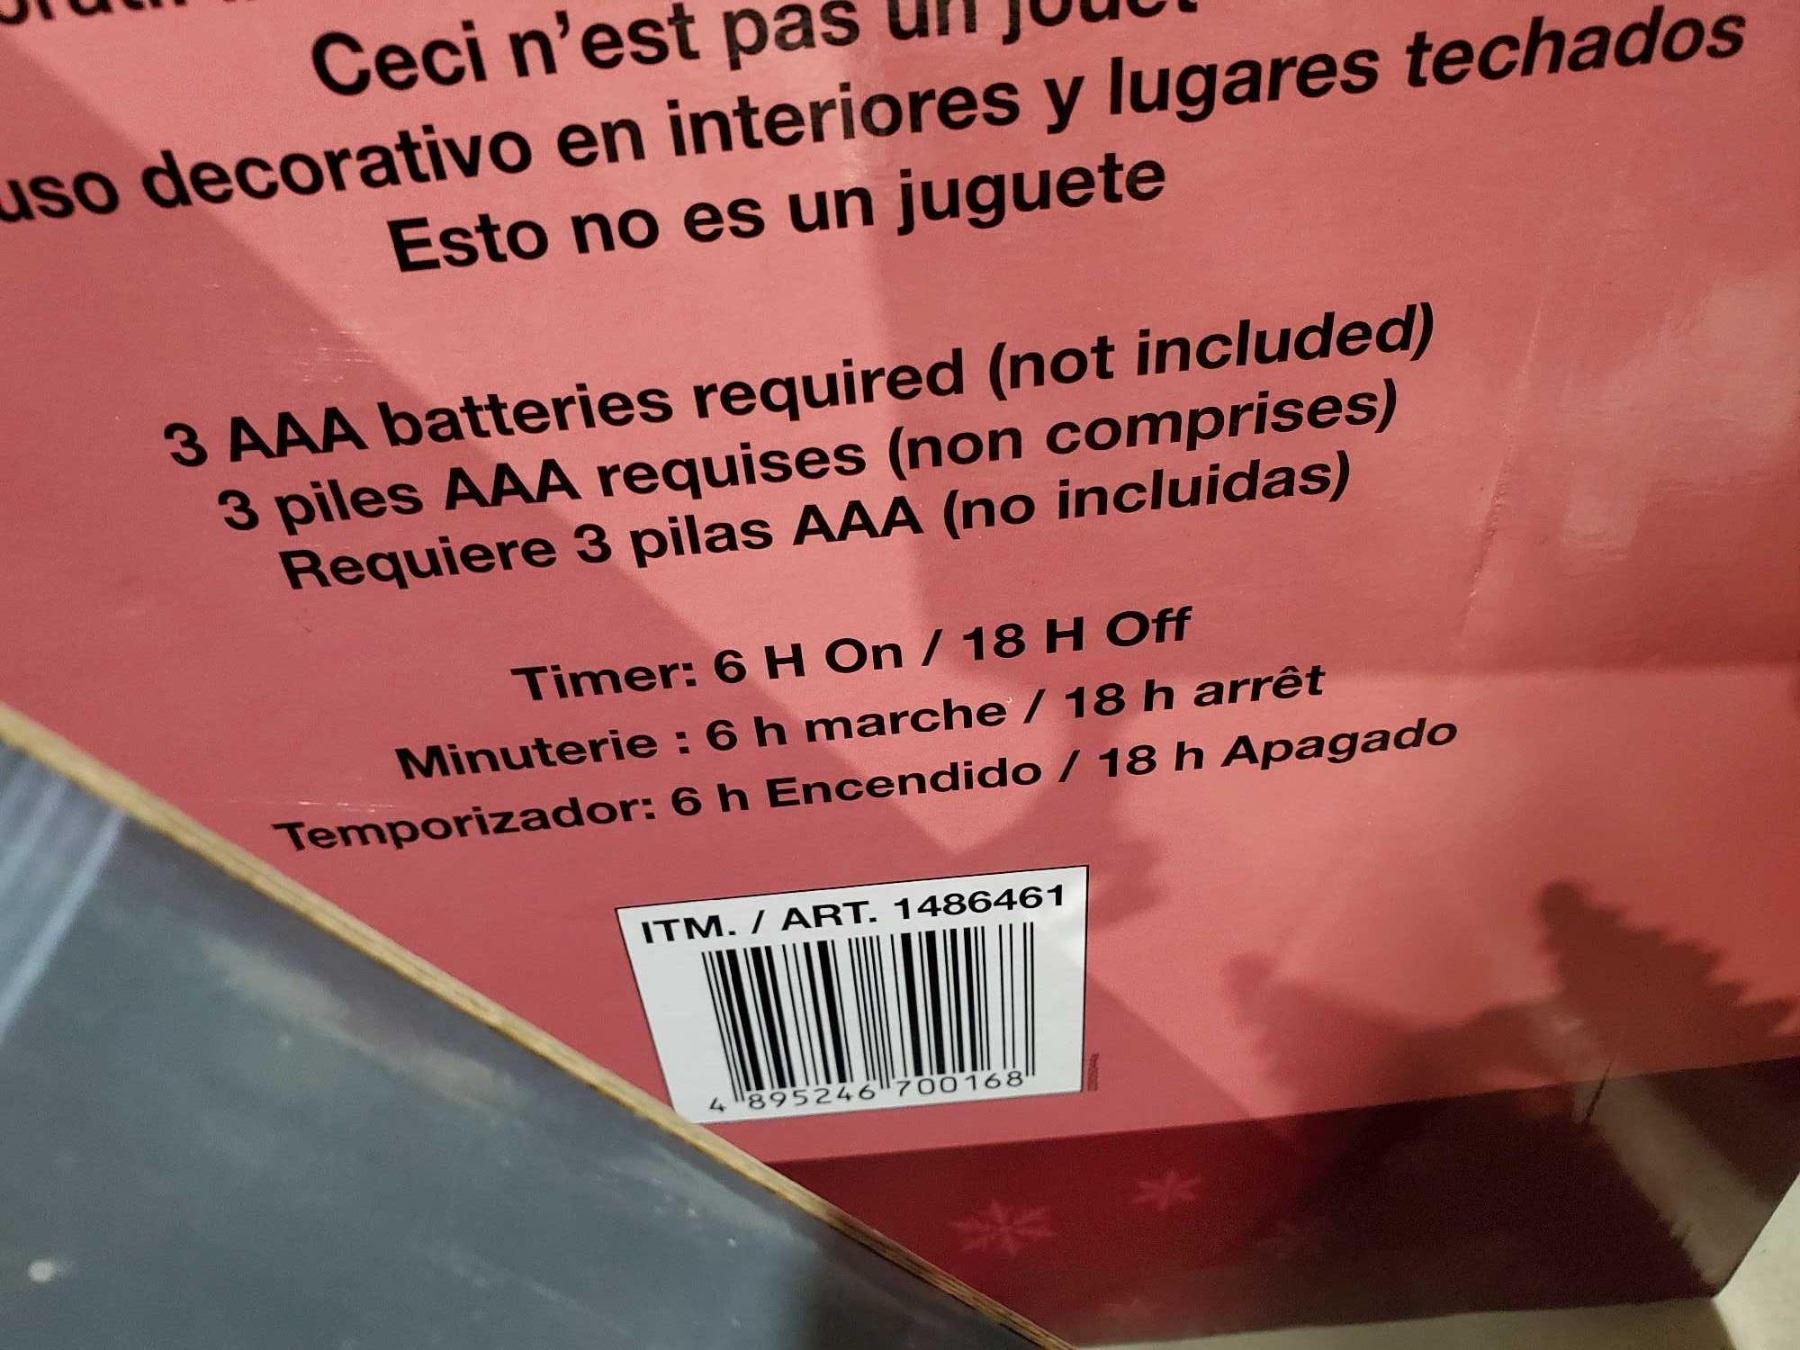 Ceci n'est pas un jouet
uso decorativo en interiores y lugares techados
Esto no es un juguete
3 AAA batteries required (not included)
3 piles AAA requises (non comprises)
Requiere 3 pilas AAA (no incluidas)
Timer: 6 H On / 18 H Off
Minuterie : 6 h marche / 18 h arrêt
Temporizador: 6 h Encendido / 18 h Apagado
ITM. / ART. 1486461
4 895246 700168